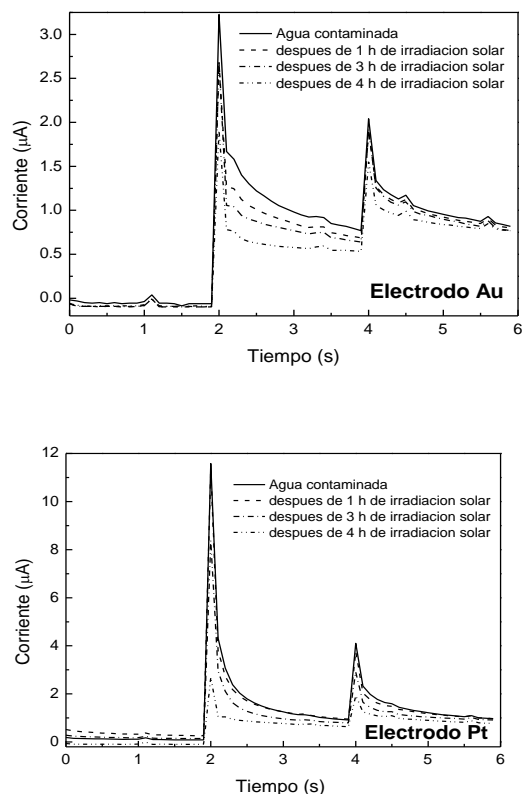 3.0
2.5
2.0
1.5
1.0
0.5
0.0
Corriente (μA)
Agua contaminada
despues de 1 h de irradiacion solar
despues de 3 h de irradiacion solar
despues de 4 h de irradiacion solar
Electrodo Au
0 1 2 3 4 5 6
Tiempo (s)
12
10
8
6
4
2
0
Corriente (μA)
Agua contaminada
despues de 1 h de irradiacion solar
despues de 3 h de irradiacion solar
despues de 4 h de irradiacion solar
Electrodo Pt
0 1 2 3 4 5 6
Tiempo (s)